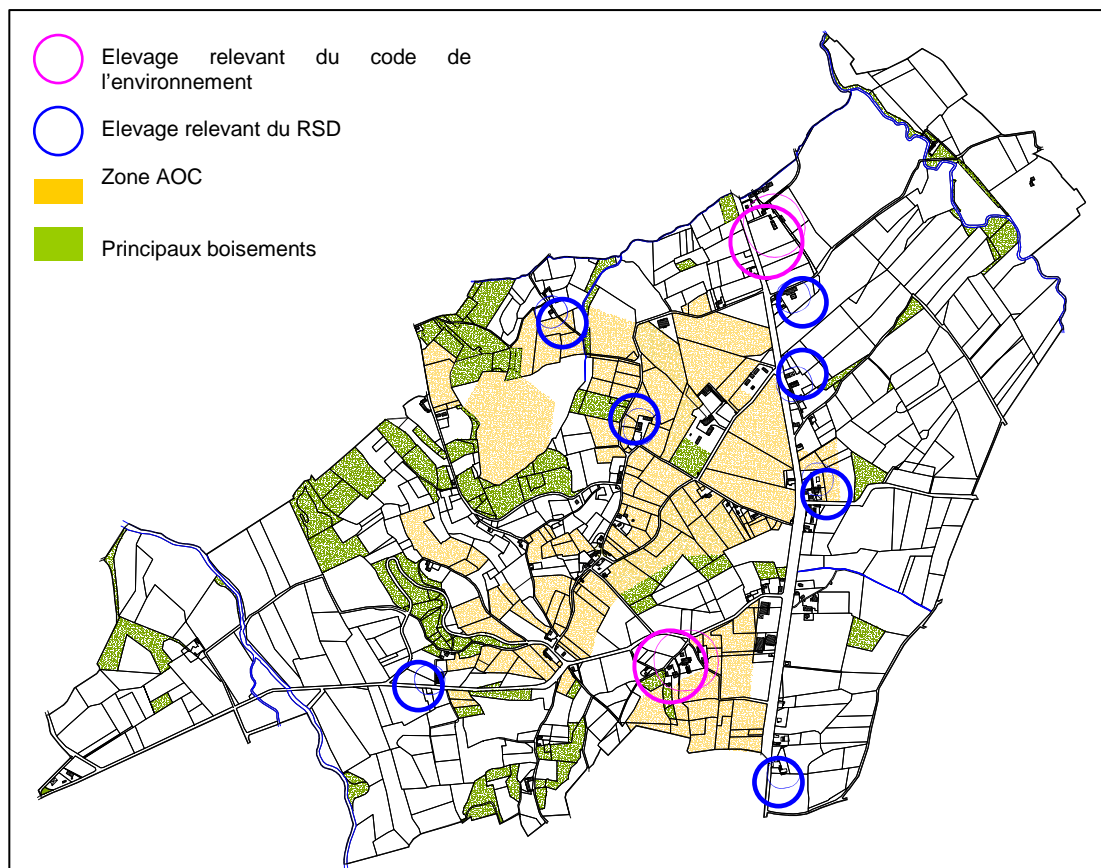 Elevage relevant du code de
l'environnement
Elevage relevant du RSD
Zone AOC
Principaux boisements